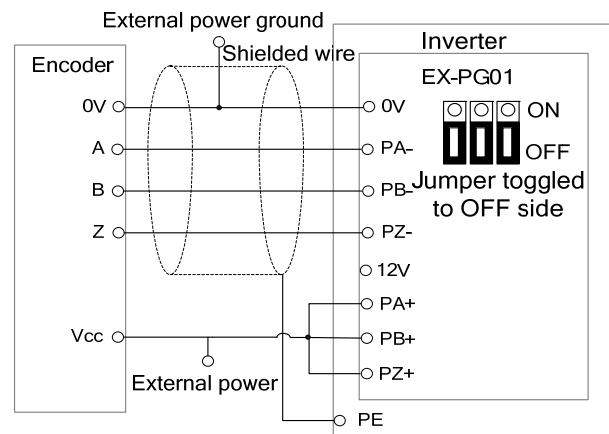 External power ground
Shielded wire
Inverter
Encoder
EX-PG01
0V
0V
ON
A
PA-
OFF
B
PB-
Jumper toggled
to OFF side
Z
PZ-
12V
PA+
Vcc
PB+
External power
PZ+
PE